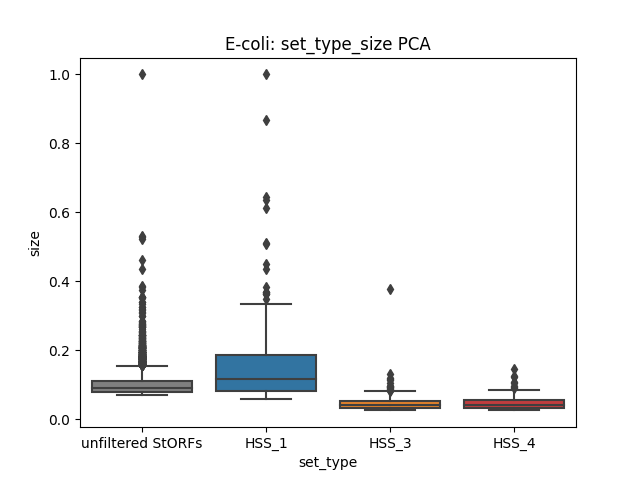 E-coli: set_type_size PCA
1.0
0.8
0.6
0.4
0.2
0.0
size
unfiltered StORFs HSS_1 HSS_3 HSS_4
set_type